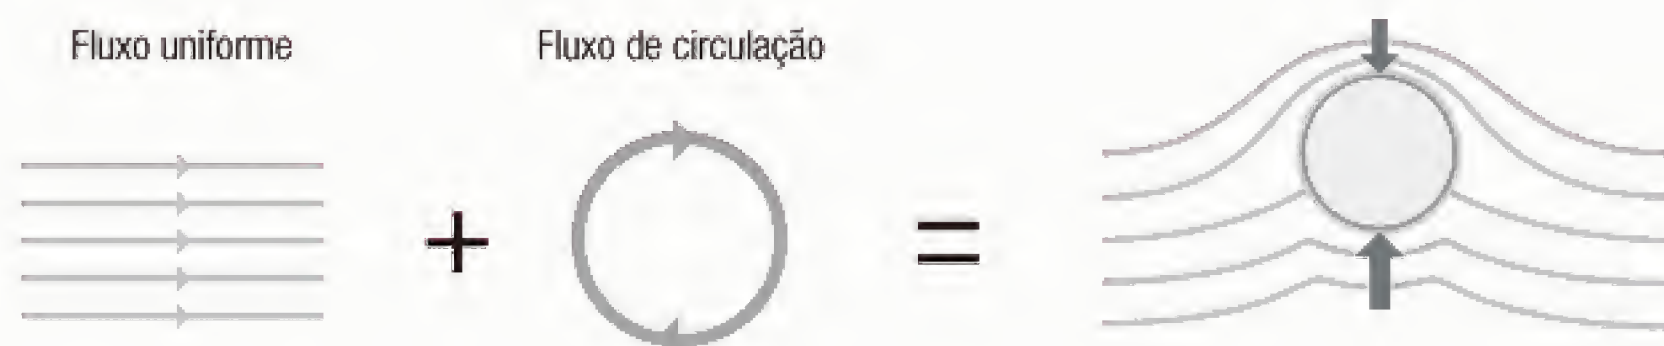 Fluxo uniforme
Fluxo de circulação
+
=